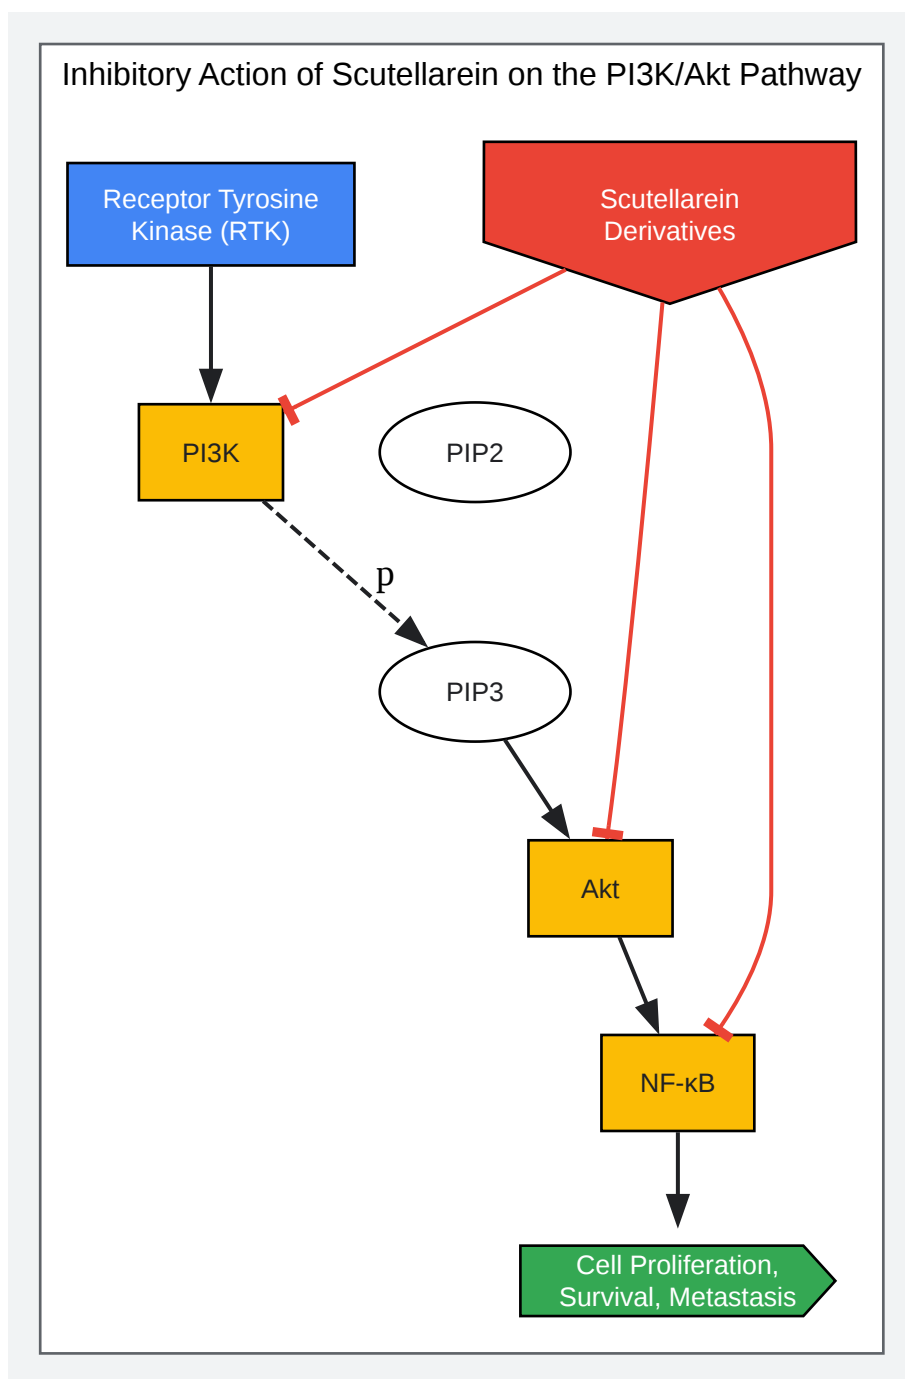 Inhibitory Action of Scutellarein on the PI3K/Akt Pathway
Receptor Tyrosine
Kinase (RTK)
Scutellarein
Derivatives
PI3K
PIP2
p
PIP3
Akt
NF-κB
Cell Proliferation,
Survival, Metastasis